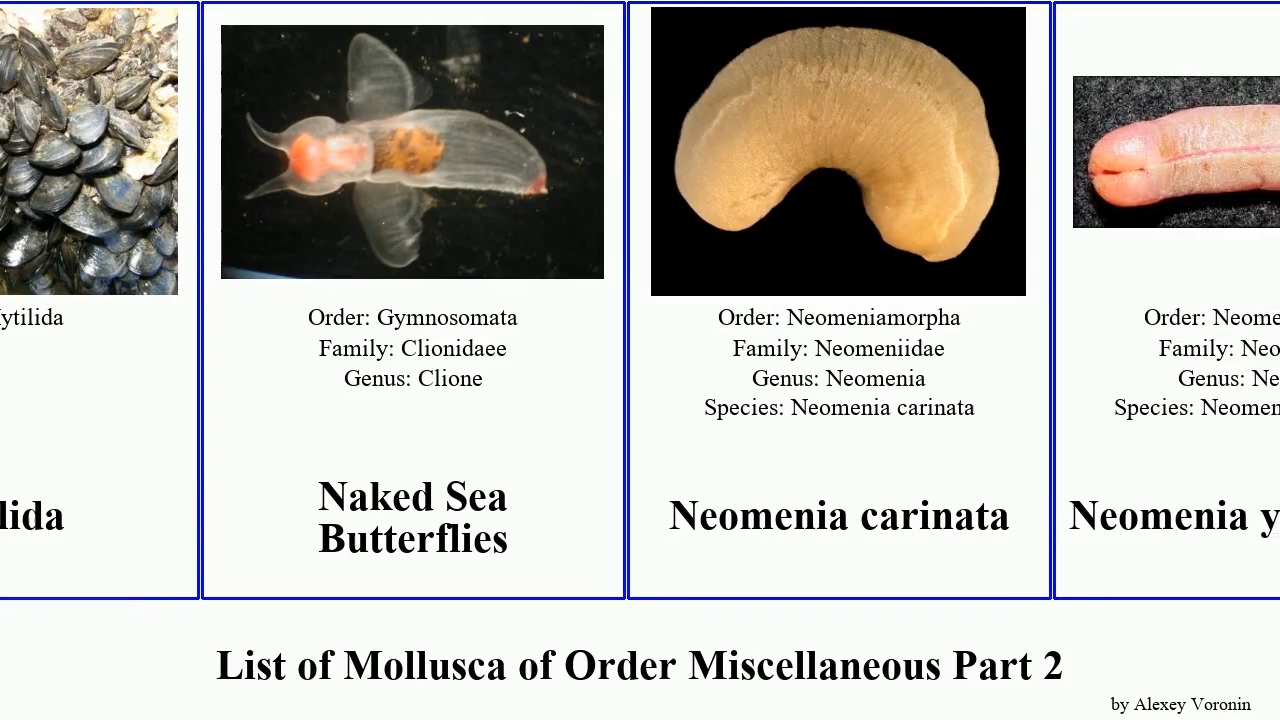 ytilida
Order: Gymnosomata
Family: Clionidaee
Genus: Clione
Order: Neomeniamorpha
Family: Neomeniidae
Genus: Neomenia
Species: Neomenia carinata
Order: Neome
Family: Neo
Genus: Ne
Species: Neomen
lida
Naked Sea
Butterflies
Neomenia carinata
Neomenia y
List of Mollusca of Order Miscellaneous Part 2
by Alexey Voronin